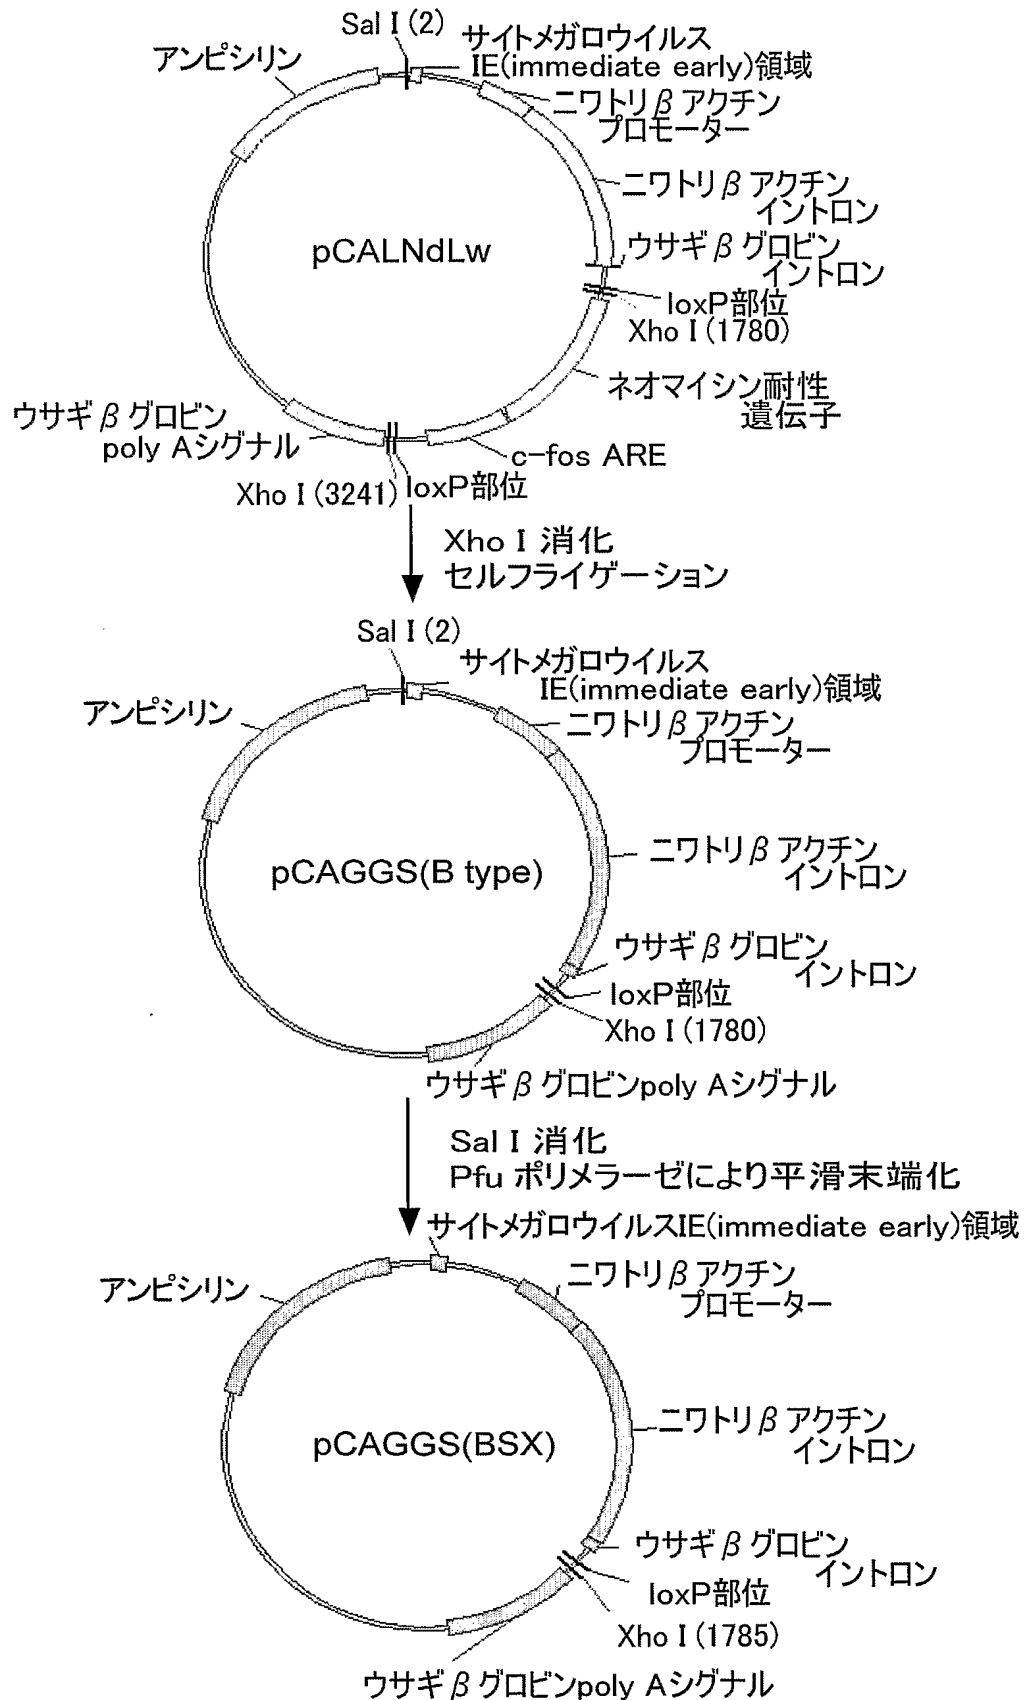 Sal I (2)
サイトメガロウイルス
IE(immediate early)領域
アンピシリン
ニワトリβアクチン
プロモーター
ニワトリβアクチン
イントロン
pCALNdLw
ウサギβグロビン
イントロン
loxP部位
Xho I (1780)
ネオマイシン耐性
遺伝子
ウサギβグロビン
poly Aシグナル
c-fos ARE
Xho I (3241)
loxP部位
Xho I 消化
セルフライゲーション
Sal I (2)
サイトメガロウイルス
IE(immediate early)領域
アンピシリン
ニワトリβアクチン
プロモーター
ニワトリβアクチン
イントロン
pCAGGS(B type)
ウサギβグロビン
イントロン
loxP部位
Xho I (1780)
ウサギβグロビンpoly Aシグナル
Sal I 消化
Pfu ポリメラーゼにより平滑末端化
サイトメガロウイルスIE(immediate early)領域
アンピシリン
ニワトリβアクチン
プロモーター
ニワトリβアクチン
イントロン
pCAGGS(BSX)
ウサギβグロビン
イントロン
loxP部位
Xho I (1785)
ウサギβグロビンpoly Aシグナル